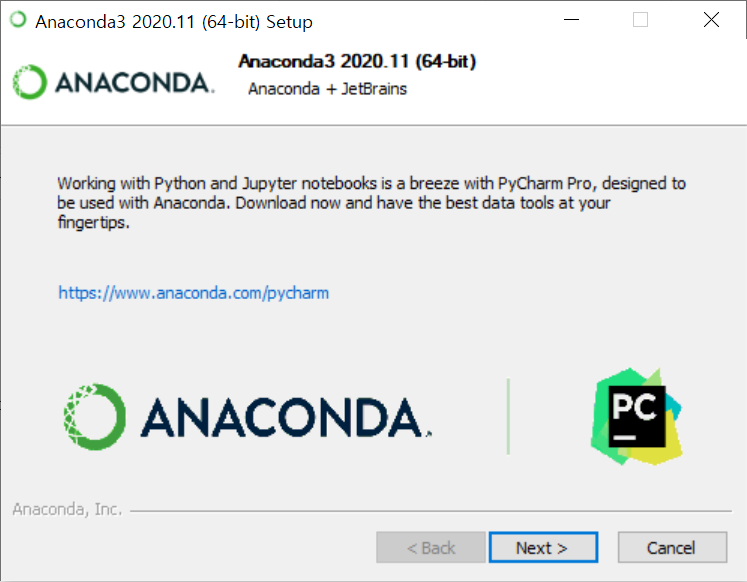 Anaconda3 2020.11 (64-bit) Setup
ANACONDA.
Anaconda3 2020.11 (64-bit)
Anaconda + JetBrains
Working with Python and Jupyter notebooks is a breeze with PyCharm Pro, designed to
be used with Anaconda. Download now and have the best data tools at your
fingertips.
https://www.anaconda.com/pycharm
ANACONDA.
PC
Anaconda, Inc.
< Back
Next >
Cancel